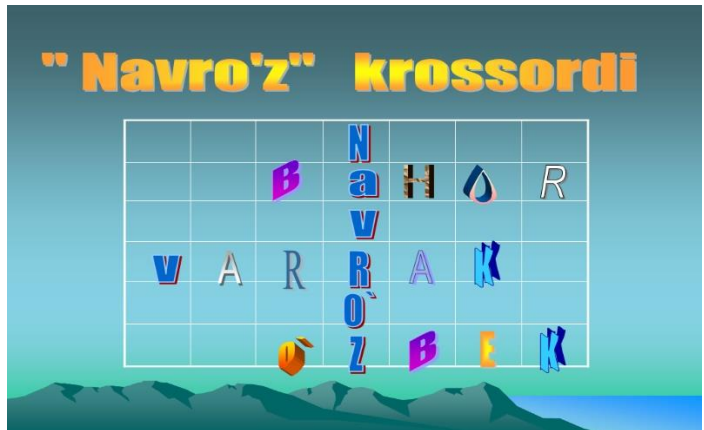 " Navro'z" krossordi
N
B a H A R
V
V A R R A K
O`
O` Z B E K